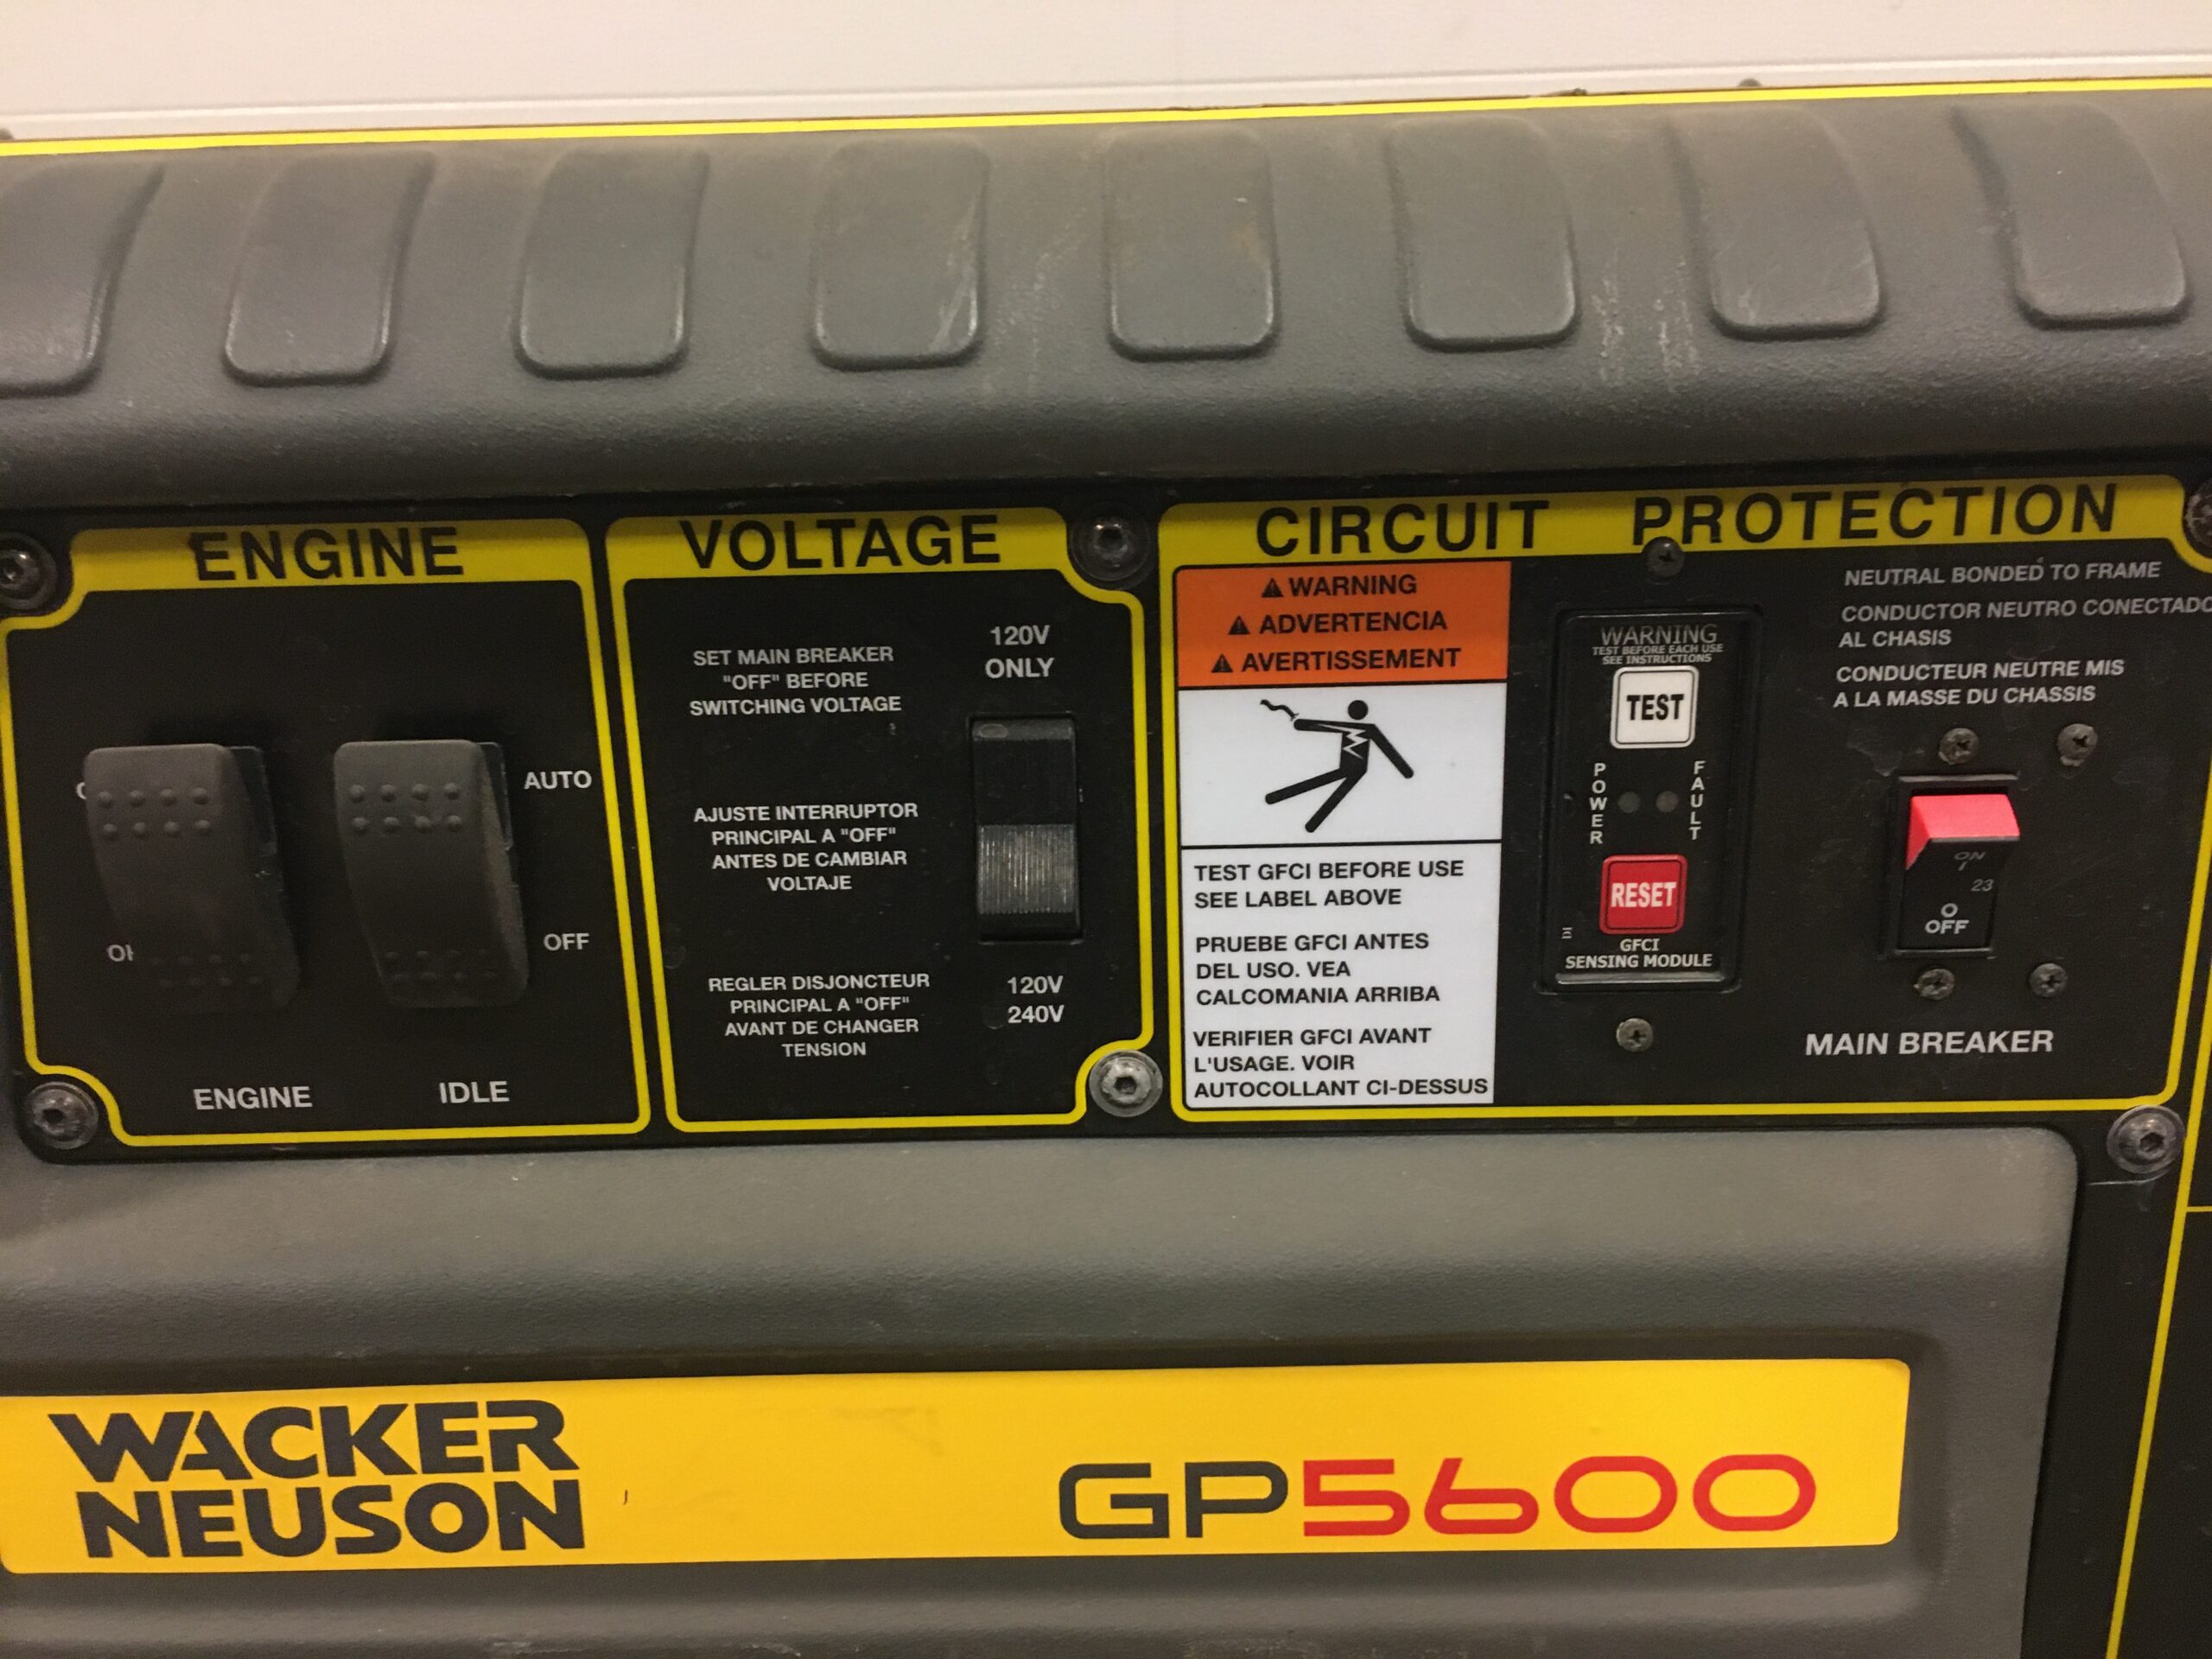 ENGINE
AUTO
OFF
ENGINE
IDLE
VOLTAGE
SET MAIN BREAKER
"OFF" BEFORE
SWITCHING VOLTAGE
AJUSTE INTERRUPTOR
PRINCIPAL A "OFF"
ANTES DE CAMBIAR
VOLTAJE
REGLER DISJONCTEUR
PRINCIPAL A "OFF"
AVANT DE CHANGER
TENSION
120V
ONLY
120V
240V
CIRCUIT PROTECTION
WARNING
ADVERTENCIA
AVERTISSEMENT
TEST GFCI BEFORE USE
SEE LABEL ABOVE
PRUEBE GFCI ANTES
DEL USO. VEA
CALCOMANIA ARRIBA
VERIFIER GFCI AVANT
L'USAGE. VOIR
AUTOCOLLANT CI-DESSUS
WARNING
TEST BEFORE EACH USE
SEE INSTRUCTIONS
TEST
POWER
FAULT
RESET
GFCI
SENSING MODULE
NEUTRAL BONDED TO FRAME
CONDUCTOR NEUTRO CONECTADO
AL CHASIS
CONDUCTEUR NEUTRE MIS
A LA MASSE DU CHASSIS
ON
I
23
O
OFF
MAIN BREAKER
WACKER
NEUSON
GP5600